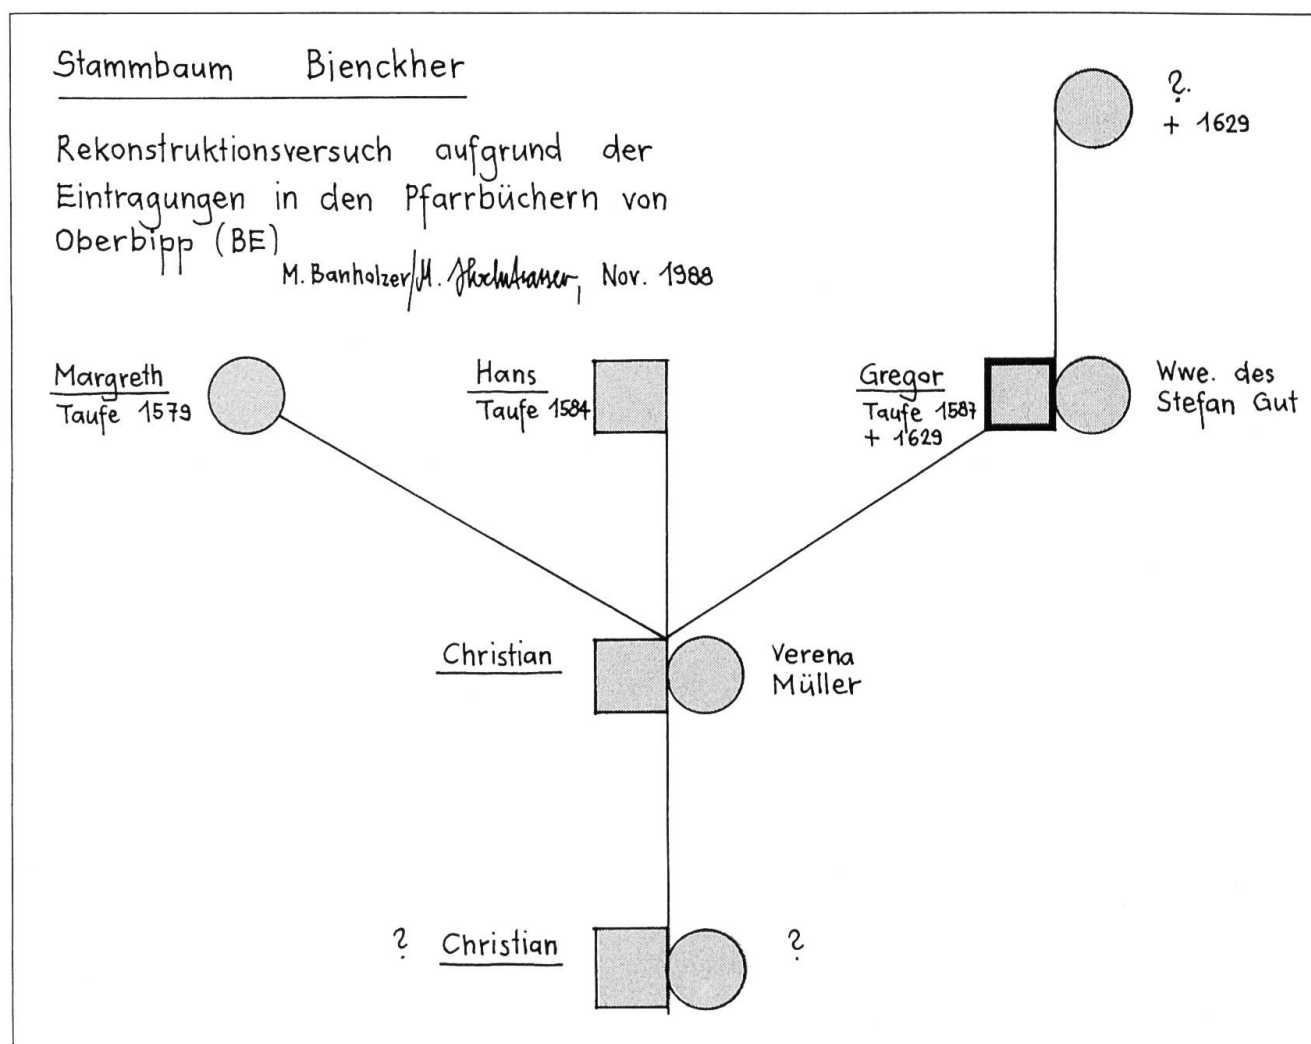 Stammbaum Bienckher
Rekonstruktionsversuch aufgrund der
Eintragungen in den Pfarrbüchern von
Oberbipp (BE)
M. Banholzer/M. Hochstrasser, Nov. 1988
?
+ 1629
Margreth
Taufe 1579
Hans
Taufe 1584
Gregor
Taufe 1587
+ 1629
Wwe. des
Stefan Gut
Christian
Verena
Müller
? Christian
?